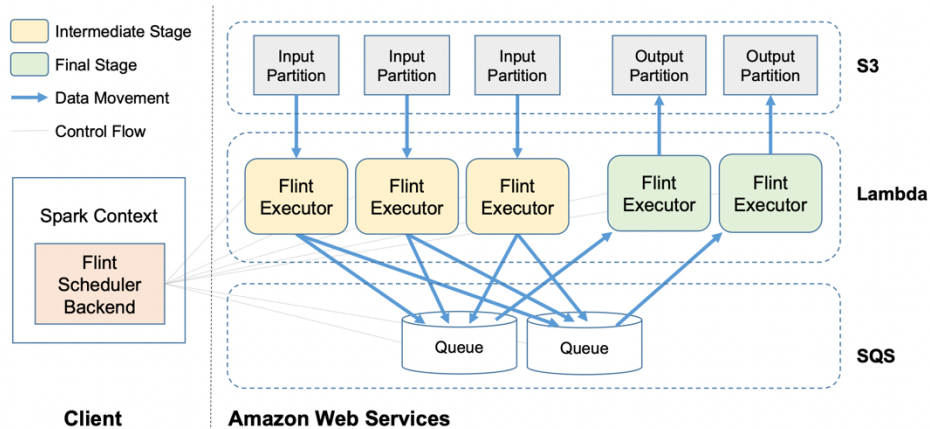 Intermediate Stage
Final Stage
Data Movement
Control Flow
Spark Context
Flint
Scheduler
Backend
Client
Input
Partition
Input
Partition
Input
Partition
Output
Partition
Output
Partition
S3
Flint
Executor
Flint
Executor
Flint
Executor
Flint
Executor
Flint
Executor
Lambda
Queue
Queue
SQS
Amazon Web Services